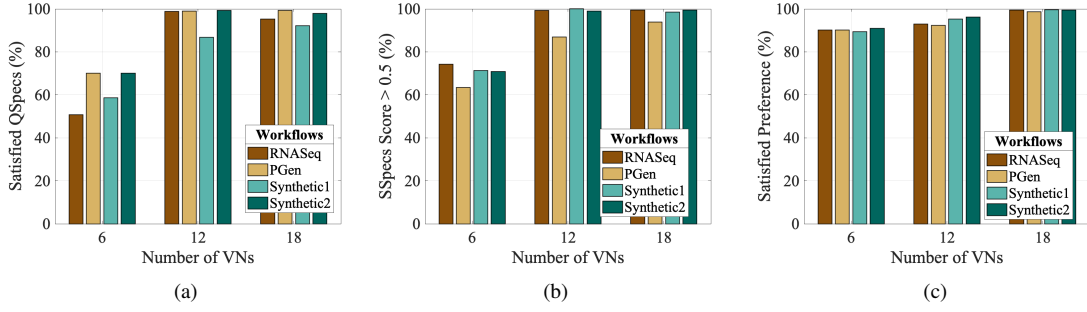 Satisfied QSpecs (%)
100
80
60
40
20
0
Workflows
RNASeq
PGen
Synthetic1
Synthetic2
6
12
18
Number of VNs
(a)
SSpecs Score > 0.5 (%)
100
80
60
40
20
0
Workflows
RNASeq
PGen
Synthetic1
Synthetic2
6
12
18
Number of VNs
(b)
Satisfied Preference (%)
100
80
60
40
20
0
Workflows
RNASeq
PGen
Synthetic1
Synthetic2
6
12
18
Number of VNs
(c)